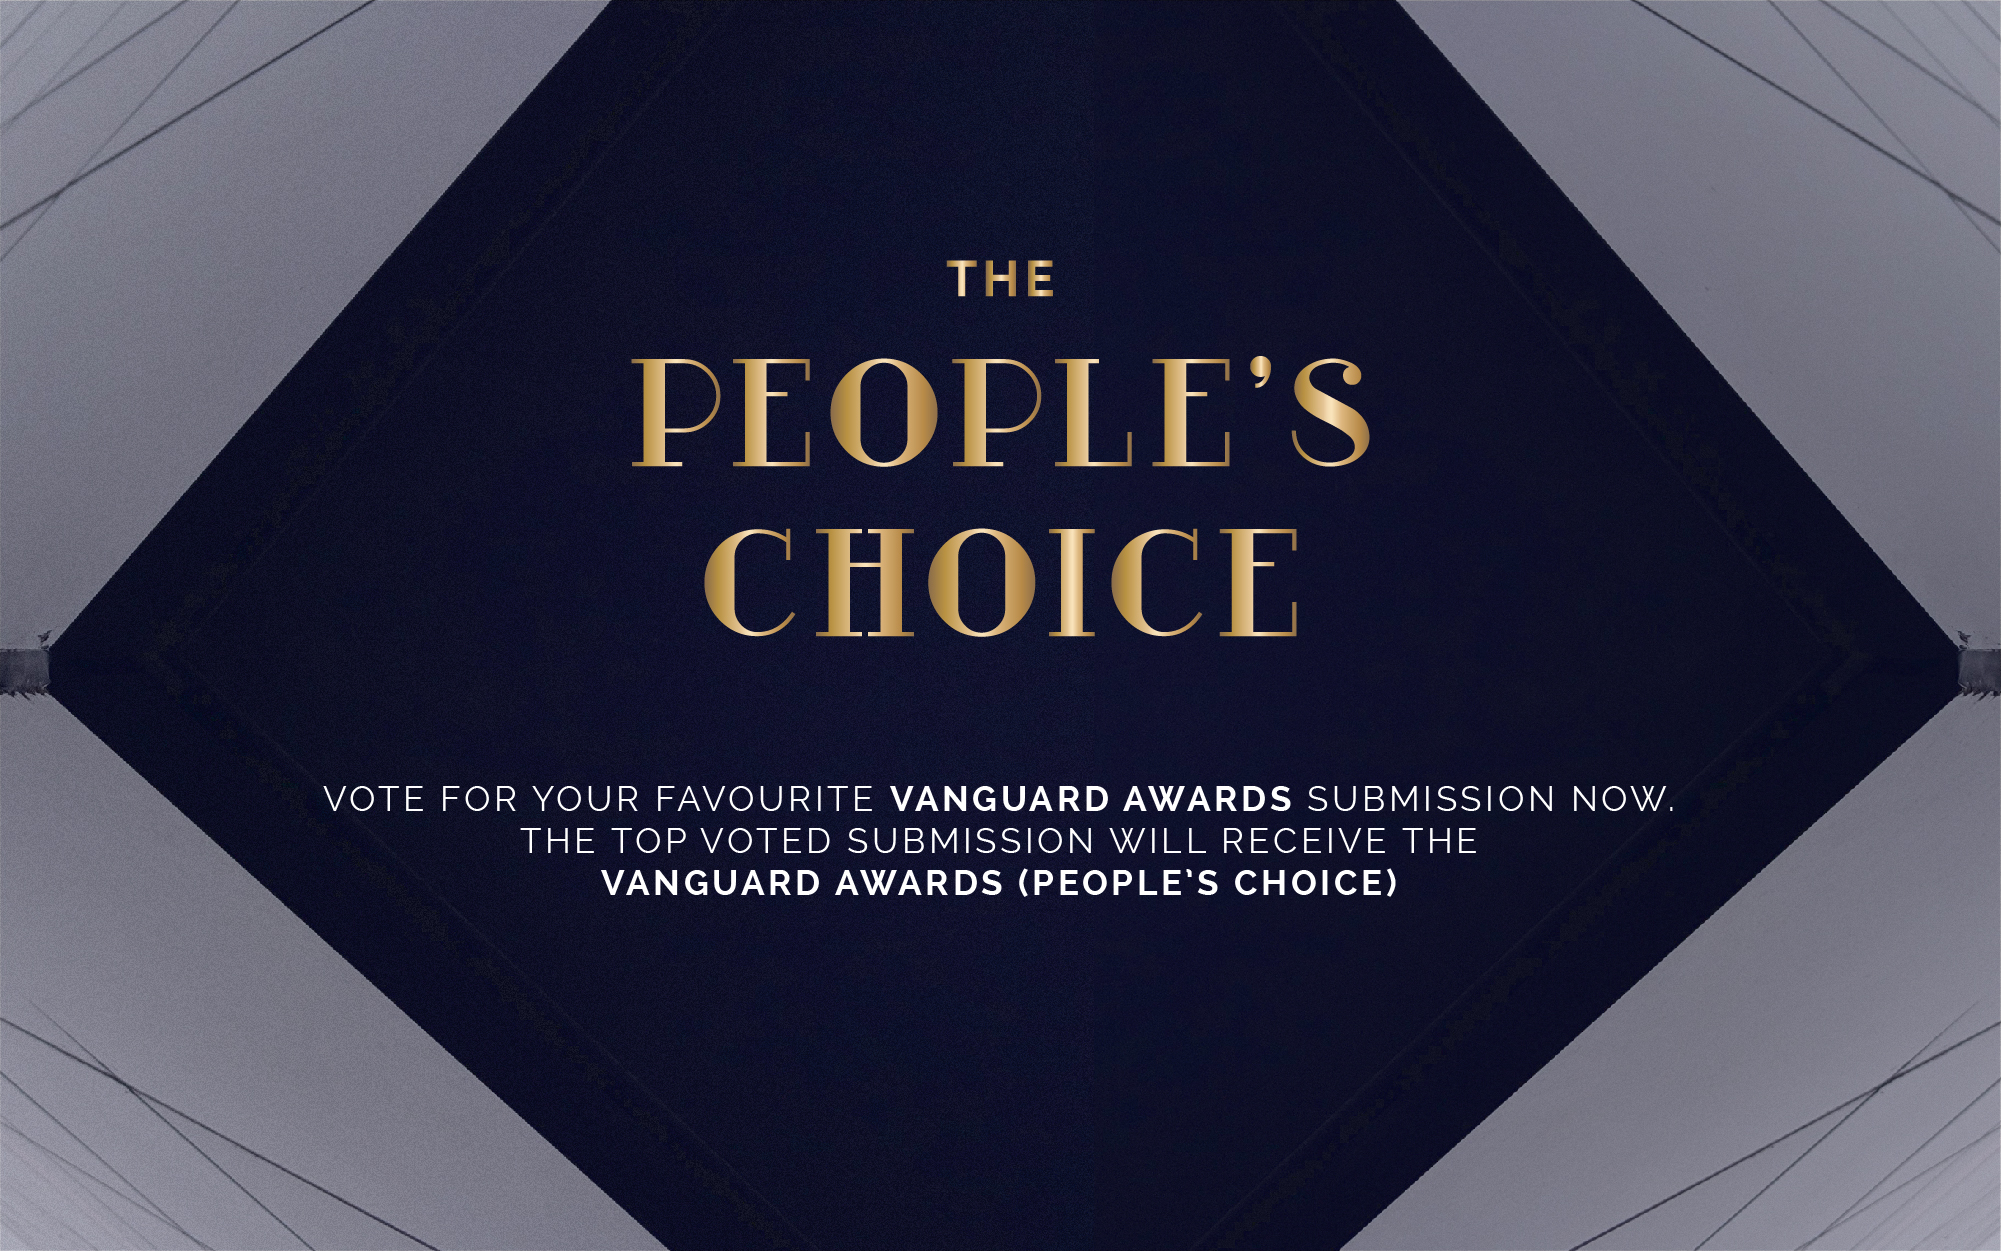 THE
PEOPLE’S
CHOICE
VOTE FOR YOUR FAVOURITE VANGUARD AWARDS SUBMISSION NOW.
THE TOP VOTED SUBMISSION WILL RECEIVE THE
VANGUARD AWARDS (PEOPLE'S CHOICE)